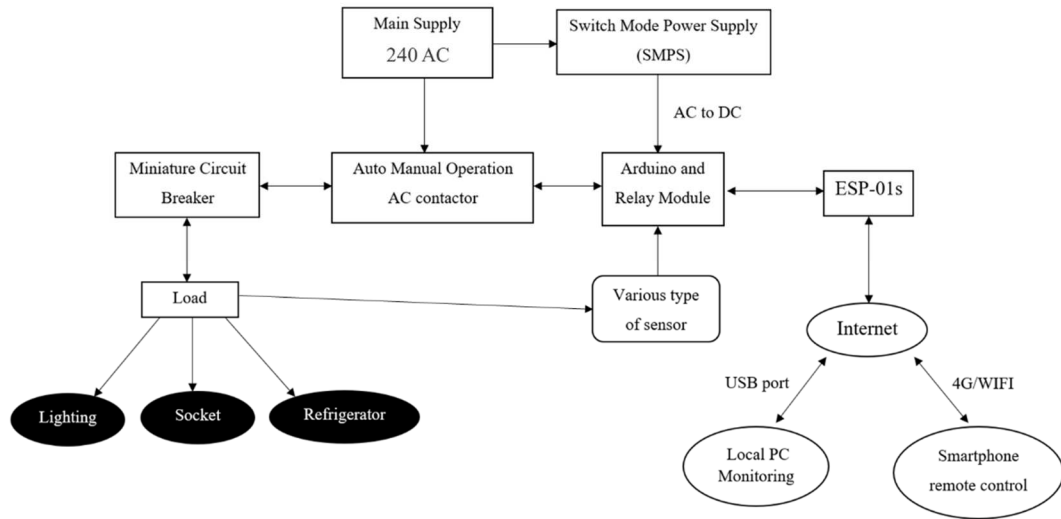 Main Supply
240 AC
Switch Mode Power Supply
(SMPS)
AC to DC
Miniature Circuit
Breaker
Auto Manual Operation
AC contactor
Arduino and
Relay Module
ESP-01s
Load
Various type
of sensor
Internet
USB port
4G/WIFI
Lighting
Socket
Refrigerator
Local PC
Monitoring
Smartphone
remote control